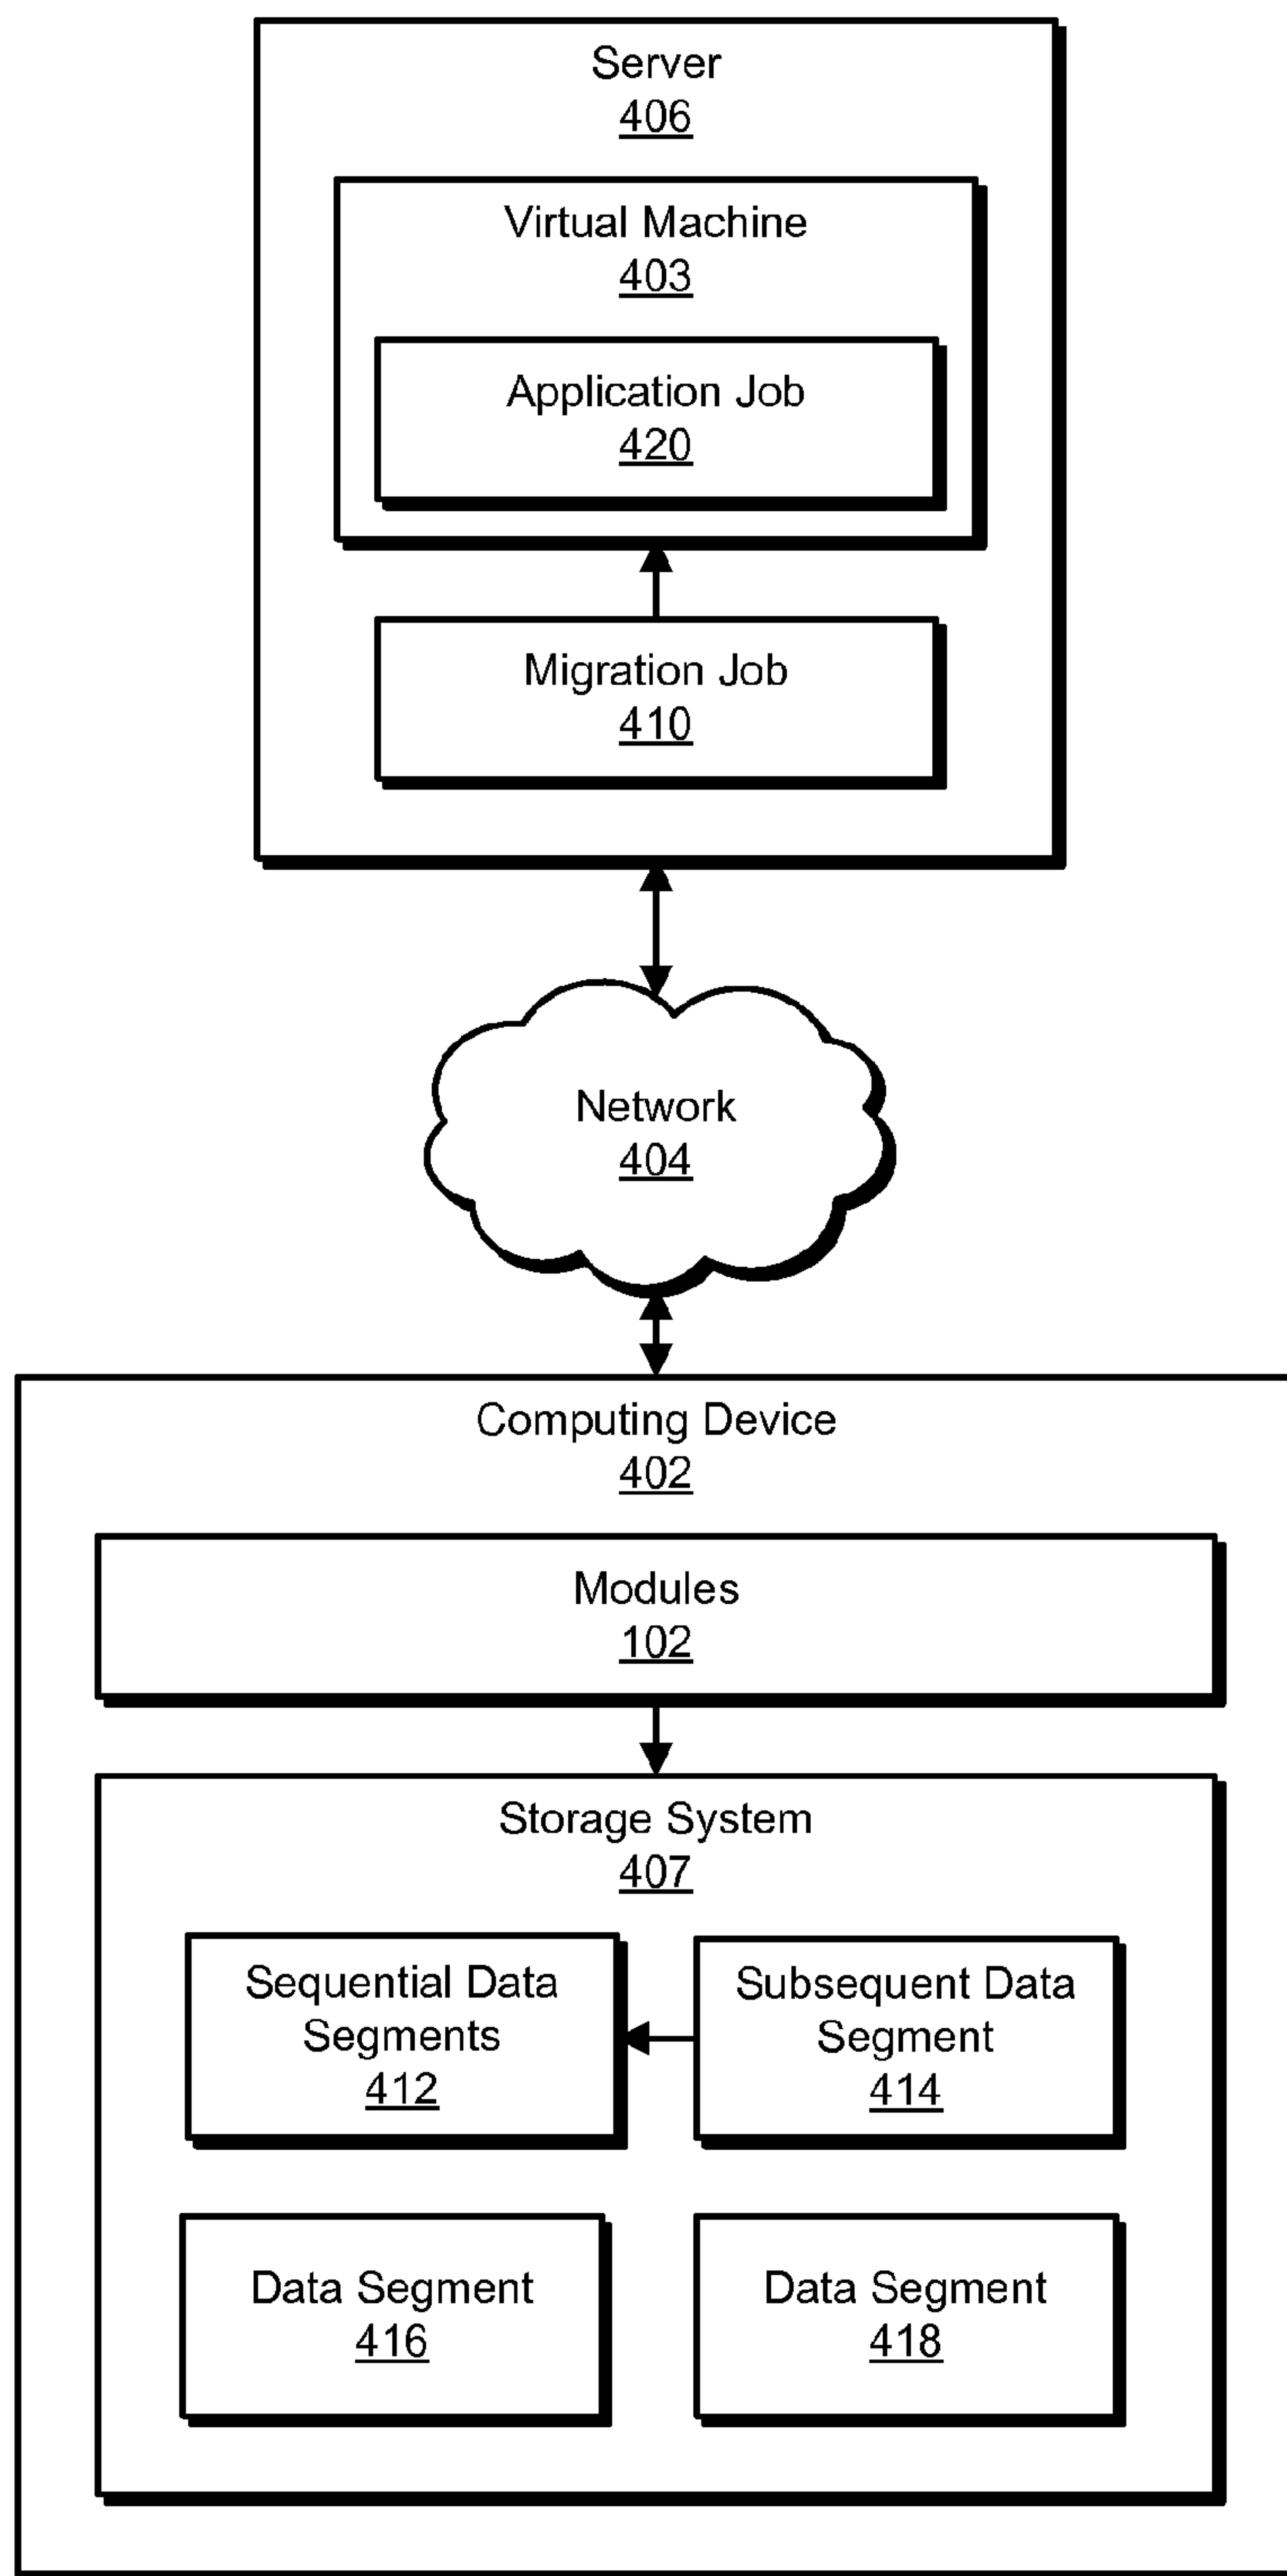 Server
406
Virtual Machine
403
Application Job
420
Migration Job
410
Network
404
Computing Device
402
Modules
102
Storage System
407
Sequential Data
Segments
412
Subsequent Data
Segment
414
Data Segment
416
Data Segment
418